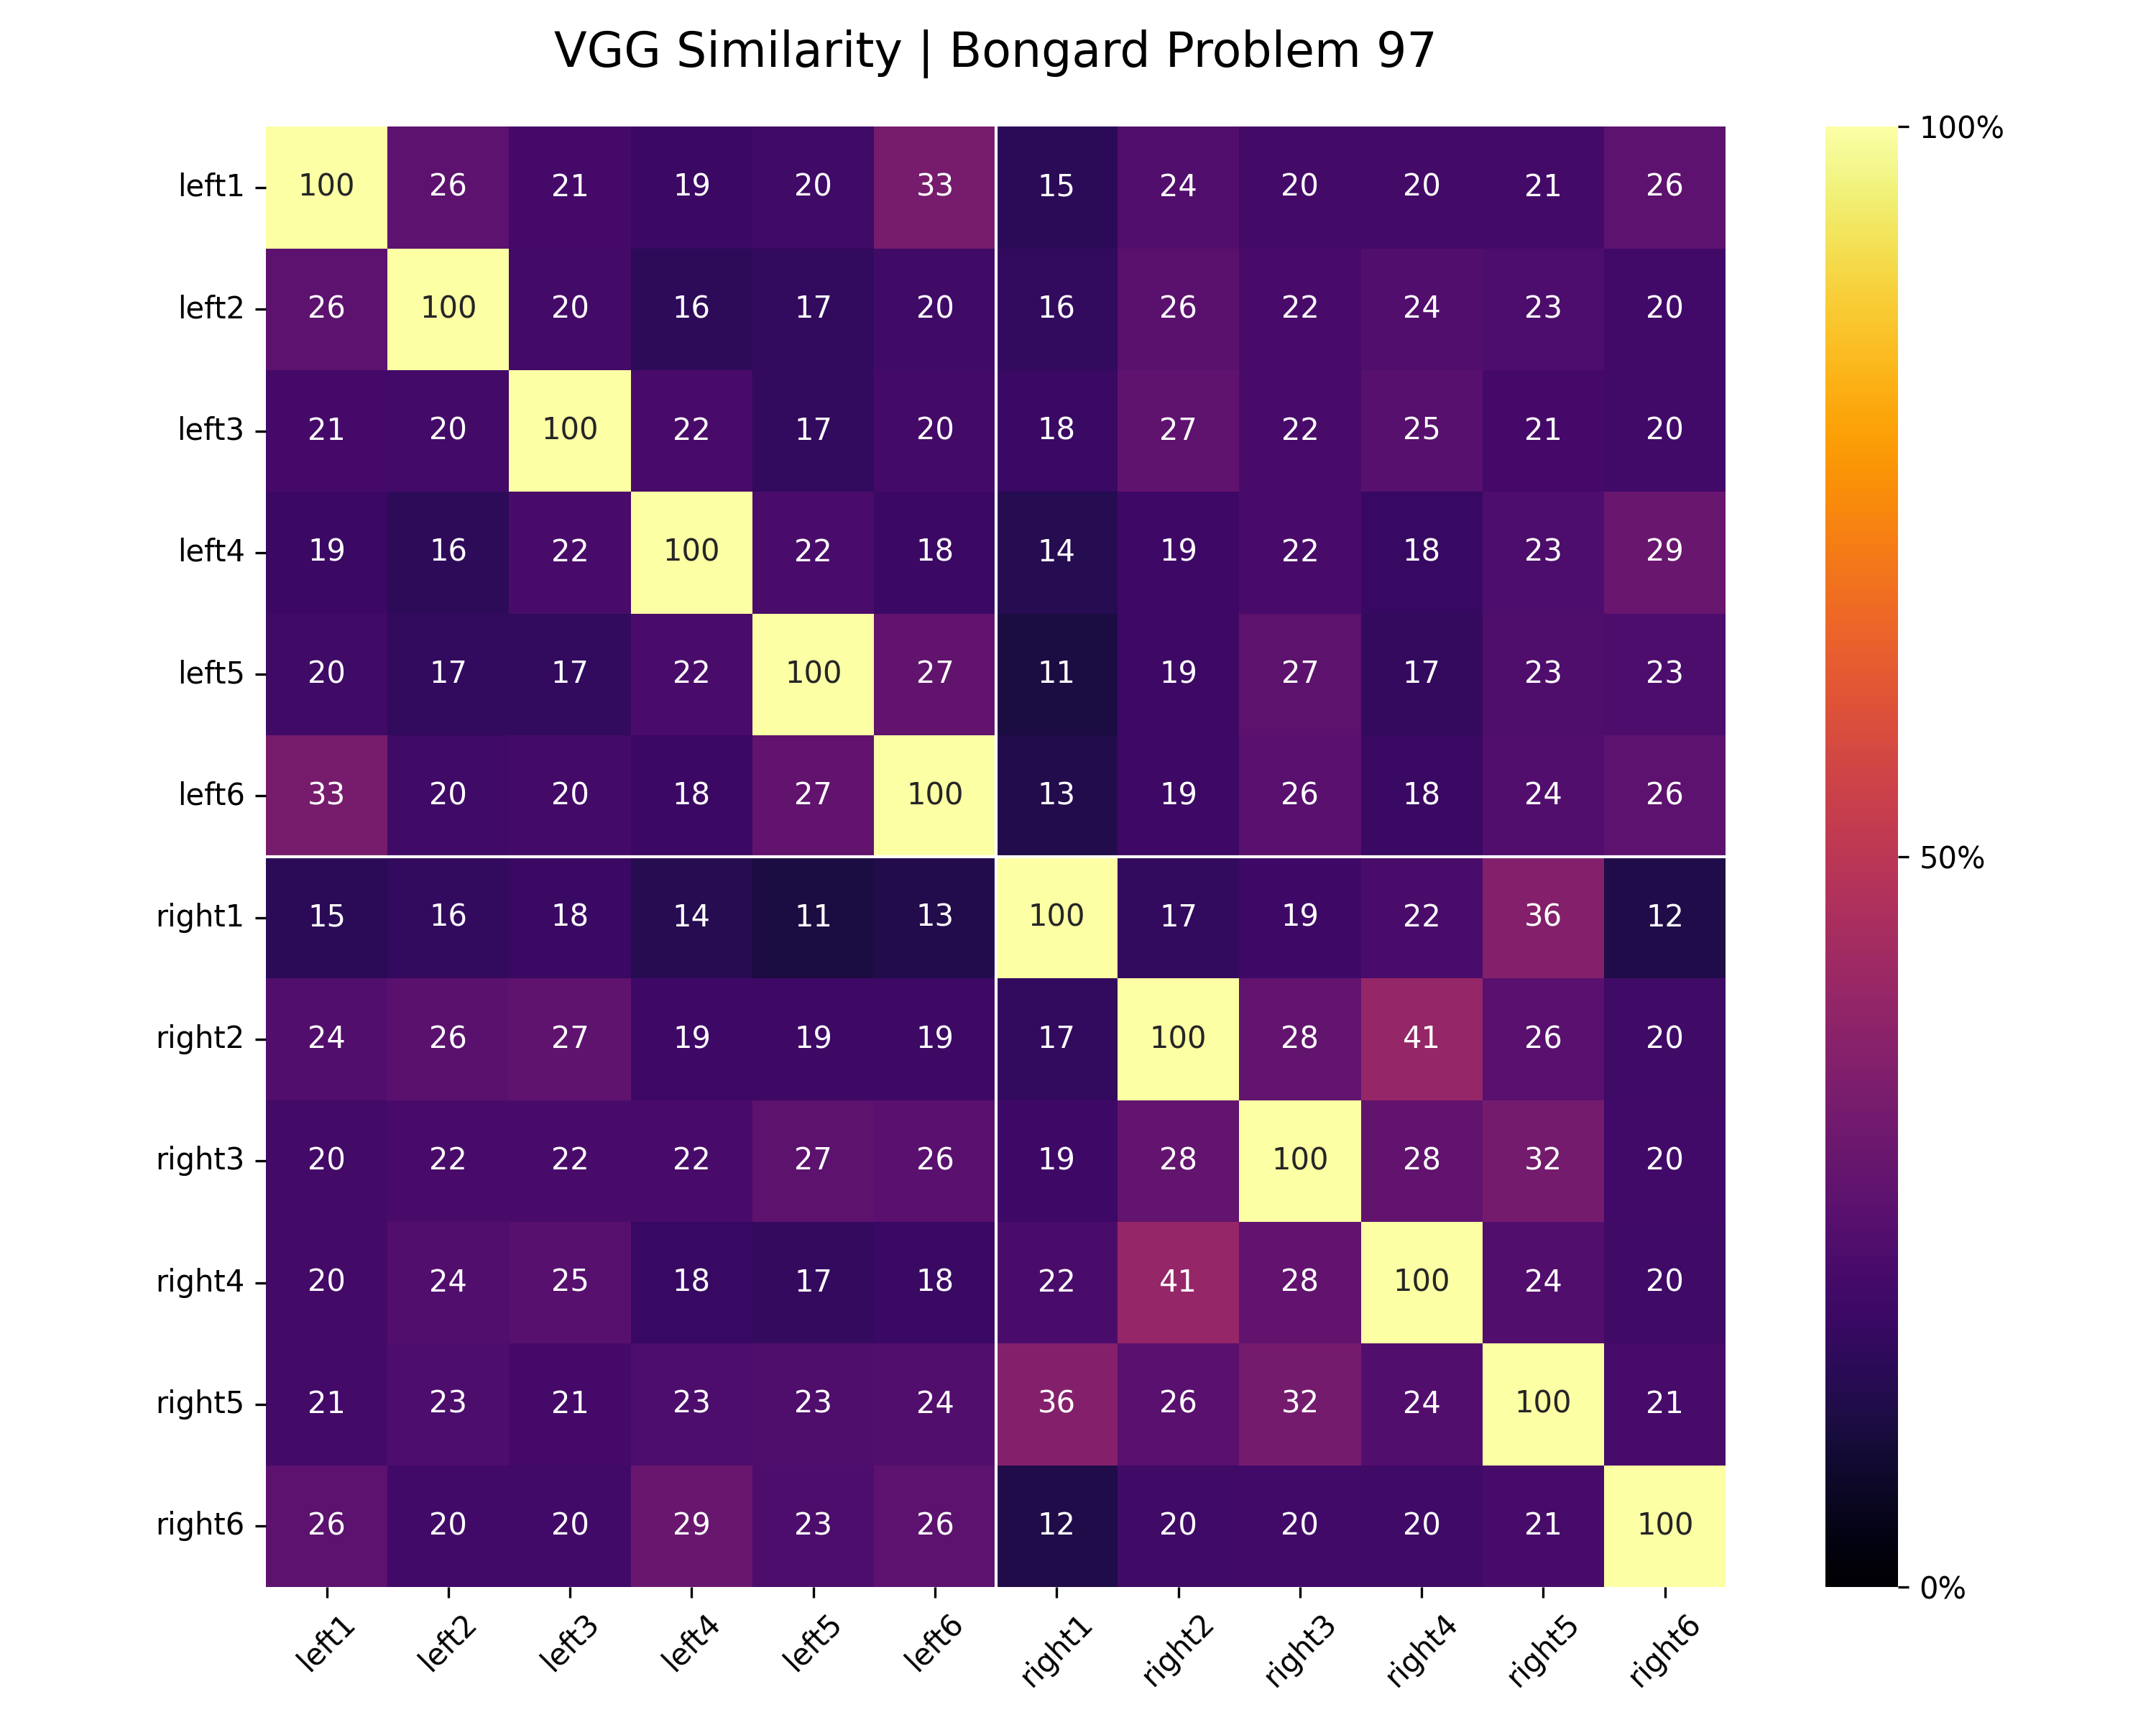 VGG Similarity | Bongard Problem 97
left1 100 26 21 19 20 33 15 24 20 20 21 26
left2 26 100 20 16 17 20 16 26 22 24 23 20
left3 21 20 100 22 17 20 18 27 22 25 21 20
left4 19 16 22 100 22 18 14 19 22 18 23 29
left5 20 17 17 22 100 27 11 19 27 17 23 23
left6 33 20 20 18 27 100 13 19 26 18 24 26
right1 15 16 18 14 11 13 100 17 19 22 36 12
right2 24 26 27 19 19 19 17 100 28 41 26 20
right3 20 22 22 22 27 26 19 28 100 28 32 20
right4 20 24 25 18 17 18 22 41 28 100 24 20
right5 21 23 21 23 23 24 36 26 32 24 100 21
right6 26 20 20 29 23 26 12 20 20 20 21 100
left1 left2 left3 left4 left5 left6 right1 right2 right3 right4 right5 right6
100%
50%
0%